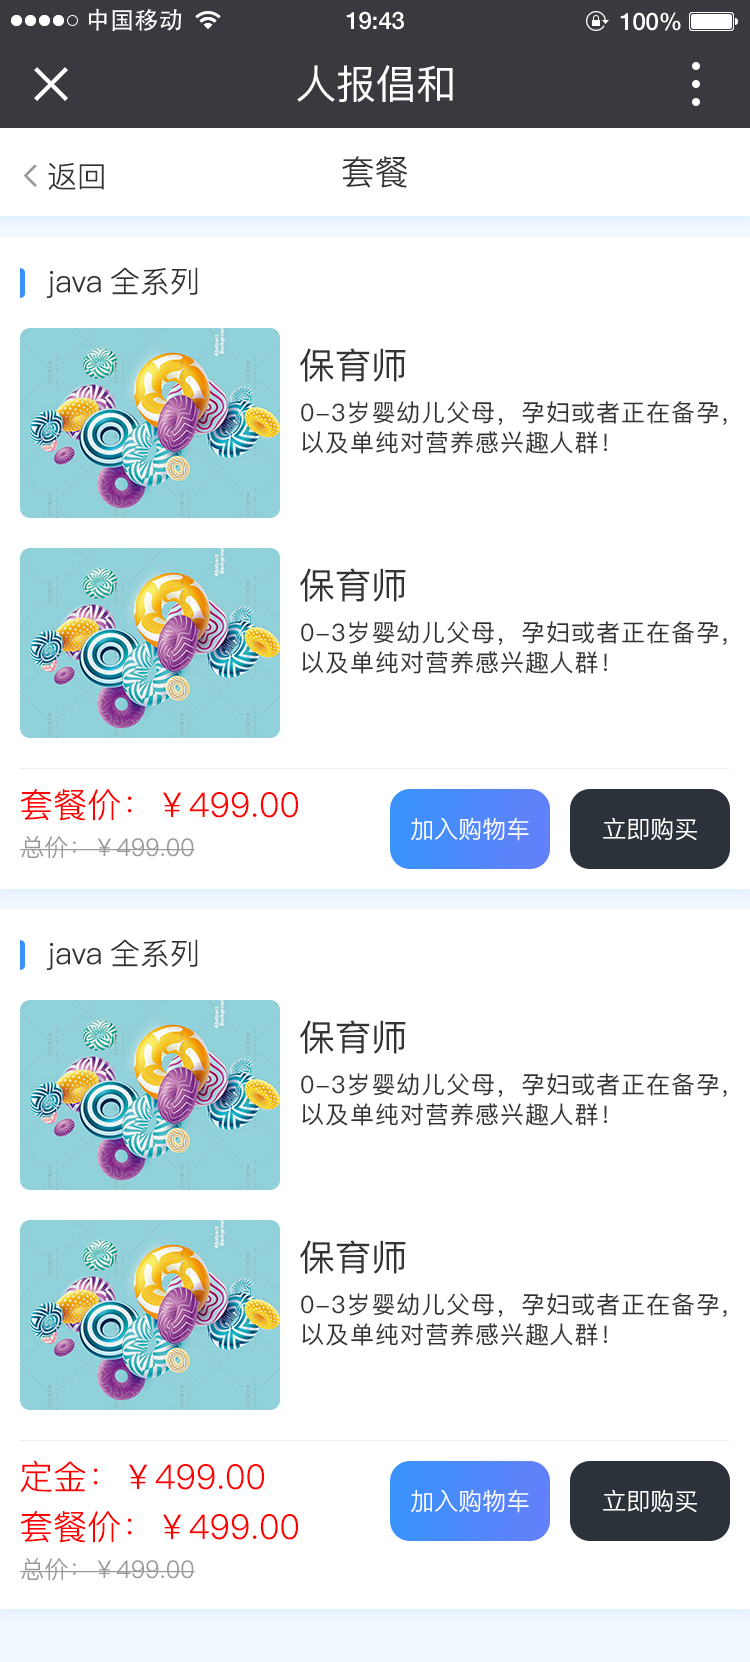 中国移动
19:43
100%
人报倡和
返回
套餐
java 全系列
Abstract
Background
保育师
0-3岁婴幼儿父母，孕妇或者正在备孕，
以及单纯对营养感兴趣人群！
Abstract
Background
保育师
0-3岁婴幼儿父母，孕妇或者正在备孕，
以及单纯对营养感兴趣人群！
套餐价：￥499.00
总价：￥499.00
加入购物车
立即购买
java 全系列
Abstract
Background
保育师
0-3岁婴幼儿父母，孕妇或者正在备孕，
以及单纯对营养感兴趣人群！
Abstract
Background
保育师
0-3岁婴幼儿父母，孕妇或者正在备孕，
以及单纯对营养感兴趣人群！
定金：￥499.00
套餐价：￥499.00
总价：￥499.00
加入购物车
立即购买